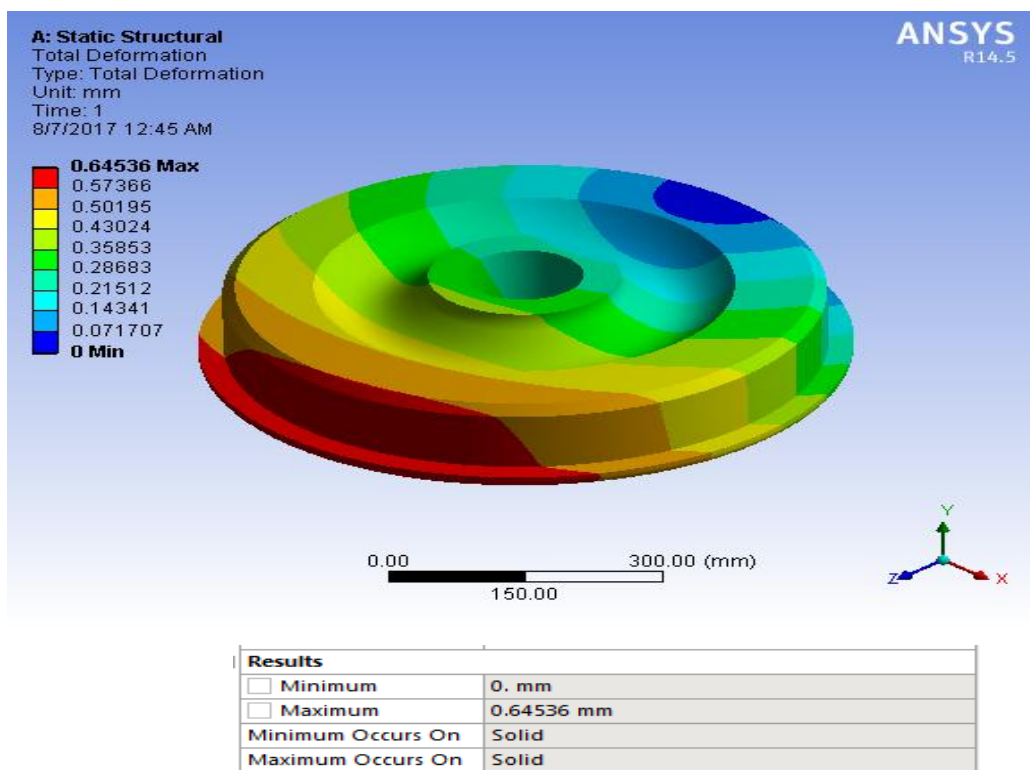 A: Static Structural
Total Deformation
Type: Total Deformation
Unit: mm
Time: 1
8/7/2017 12:45 AM
ANSYS
R14.5
0.64536 Max
0.57366
0.50195
0.43024
0.35853
0.28683
0.21512
0.14341
0.071707
0 Min
0.00 300.00 (mm)
150.00
Y
Z X
Results
Minimum 0. mm
Maximum 0.64536 mm
Minimum Occurs On Solid
Maximum Occurs On Solid